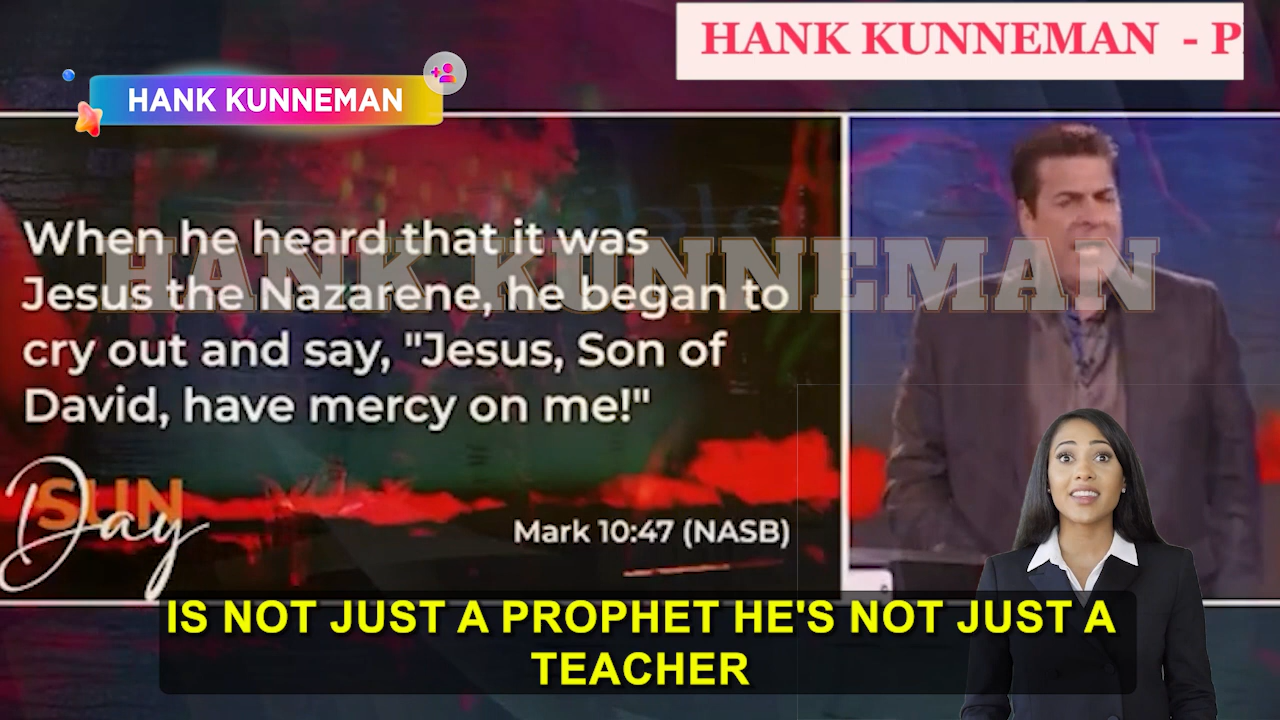 HANK KUNNEMAN - P
HANK KUNNEMAN
When he heard that it was
Jesus the Nazarene, he began to
cry out and say, "Jesus, Son of
David, have mercy on me!"
HANK KUNNEMAN
SUN
Day
Mark 10:47 (NASB)
IS NOT JUST A PROPHET HE'S NOT JUST A
TEACHER